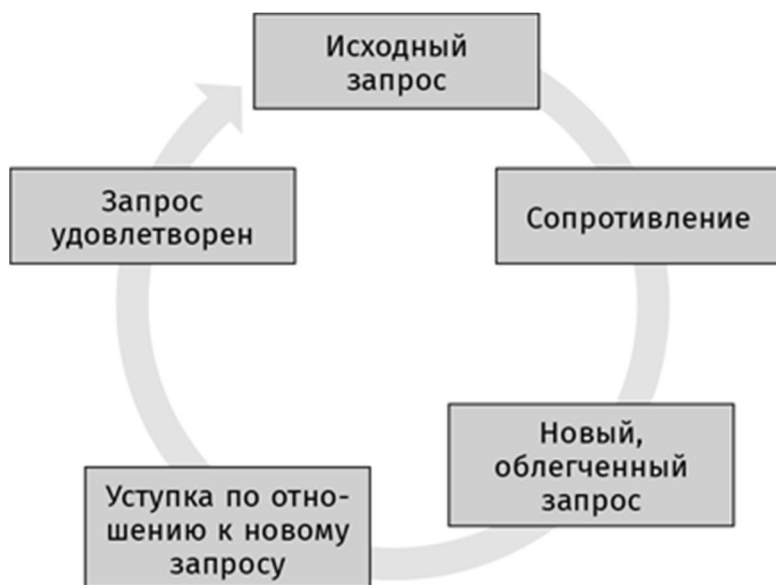 Исходный
запрос
Сопротивление
Новый,
облегченный
запрос
Уступка по отно-
шению к новому
запросу
Запрос
удовлетворен